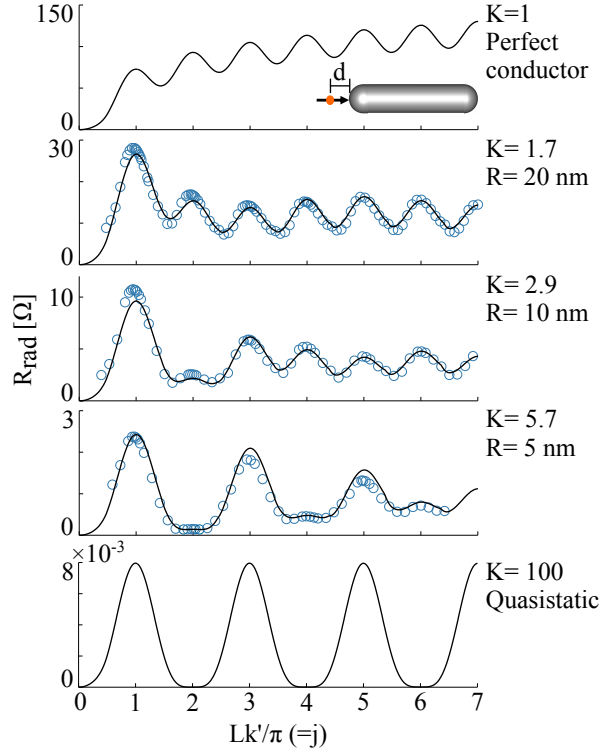 150
0
d
K=1
Perfect
conductor
30
0
K= 1.7
R= 20 nm
10
0
K= 2.9
R= 10 nm
3
0
K= 5.7
R= 5 nm
×10⁻³
8
0
K= 100
Quasistatic
R_rad [Ω]
0 1 2 3 4 5 6 7
Lk'/π (=j)